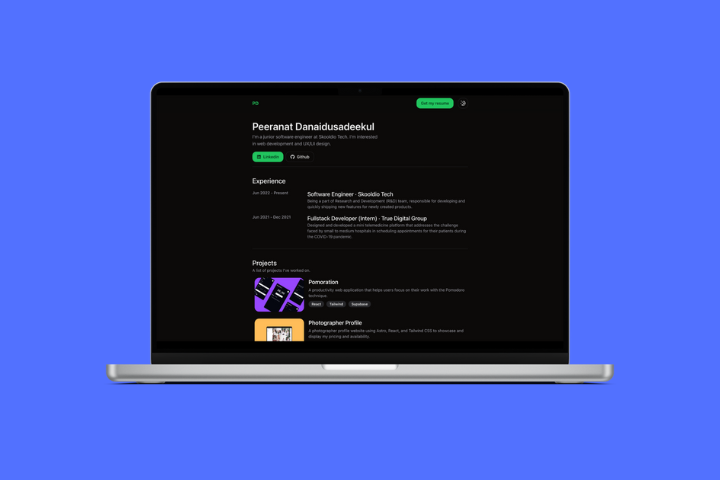 Get my resume
Peeranat Danaidusadeekul
I'm a junior software engineer at Skooldio Tech. I'm interested
in web development and UX/UI design.
LinkedIn
Github
Experience
Jun 2022 - Present
Software Engineer · Skooldio Tech
Being a part of Research and Development (R&D) team, responsible for developing and
quickly shipping new features for newly created products.
Jun 2021 - Dec 2021
Fullstack Developer (Intern) · True Digital Group
Designed and developed a mini telemedicine platform that addresses the challenge
faced by small to medium hospitals in scheduling appointments for their patients during
the COVID-19 pandemic.
Projects
A list of projects I've worked on.
Pomoration
A productivity web application that helps users focus on their work with the Pomodoro
technique.
React
Tailwind
Supabase
Photographer Profile
A photographer profile website using Astro, React, and Tailwind CSS to showcase and
display my pricing and availability.